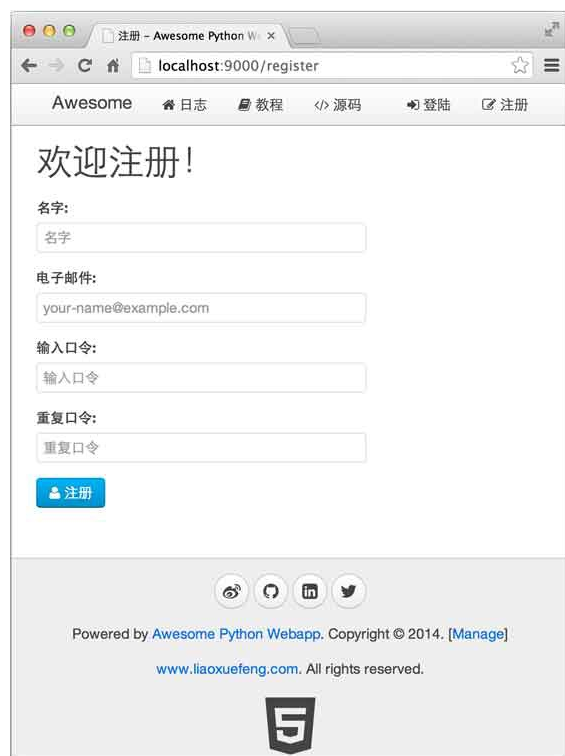 注册 – Awesome Python W
localhost:9000/register
Awesome 日志 教程 源码 登陆 注册
欢迎注册！
名字:
名字
电子邮件:
your-name@example.com
输入口令:
输入口令
重复口令:
重复口令
注册
Powered by Awesome Python Webapp. Copyright © 2014. [Manage]
www.liaoxuefeng.com. All rights reserved.